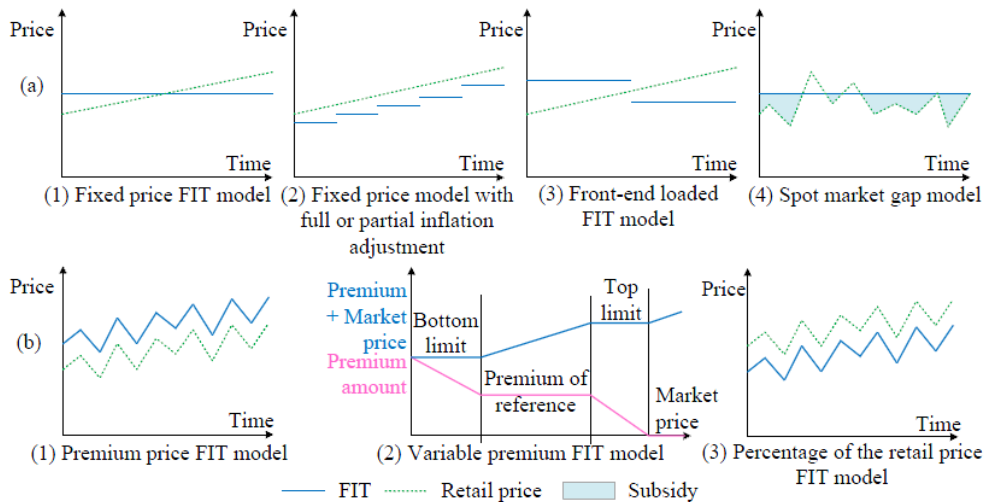 Price
Price
Price
Price
(a)
Time
Time
Time
Time
(1) Fixed price FIT model
(2) Fixed price model with
full or partial inflation
adjustment
(3) Front-end loaded
FIT model
(4) Spot market gap model
Price
(b)
Time
(1) Premium price FIT model
Premium
+ Market
price
Premium
amount
Bottom
limit
Top
limit
Premium of
reference
Market
price
(2) Variable premium FIT model
Price
Time
(3) Percentage of the retail price
FIT model
FIT
Retail price
Subsidy